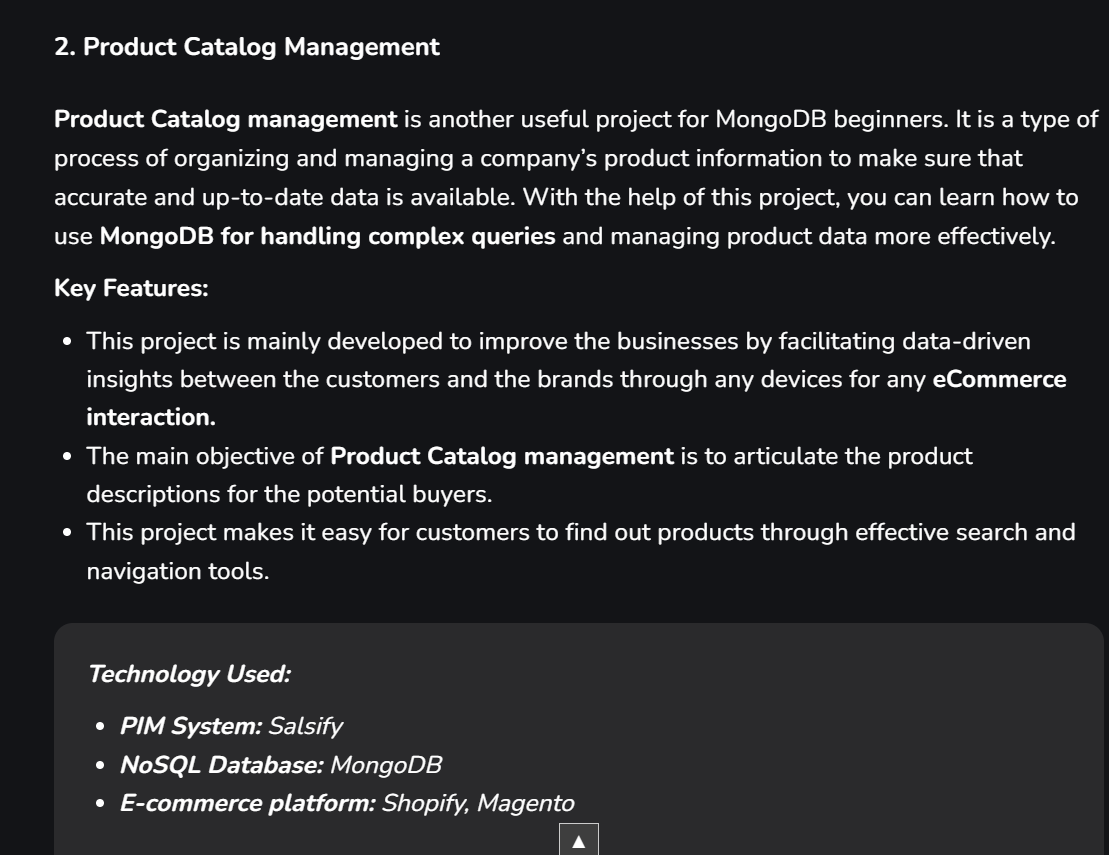 2. Product Catalog Management
Product Catalog management is another useful project for MongoDB beginners. It is a type of
process of organizing and managing a company’s product information to make sure that
accurate and up-to-date data is available. With the help of this project, you can learn how to
use MongoDB for handling complex queries and managing product data more effectively.
Key Features:
• This project is mainly developed to improve the businesses by facilitating data-driven
insights between the customers and the brands through any devices for any eCommerce
interaction.
• The main objective of Product Catalog management is to articulate the product
descriptions for the potential buyers.
• This project makes it easy for customers to find out products through effective search and
navigation tools.
Technology Used:
• PIM System: Salsify
• NoSQL Database: MongoDB
• E-commerce platform: Shopify, Magento